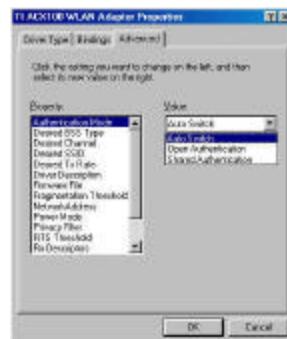 TI ACX100 WLAN Adapter Properties
Driver Type
Bindings
Advanced
Click the setting you want to change on the left, and then
select its new value on the right.
Property:
Value:
Authentication Mode
Desired BSS Type
Desired Channel
Desired SSID
Desired Tx Rate
Driver Description
Firmware File
Fragmentation Threshold
NetworkAddress
Power Mode
Privacy Filter
RTS Threshold
Rx Descriptors
Auto Switch
Auto Switch
Open Authentication
Shared Authentication
OK
Cancel